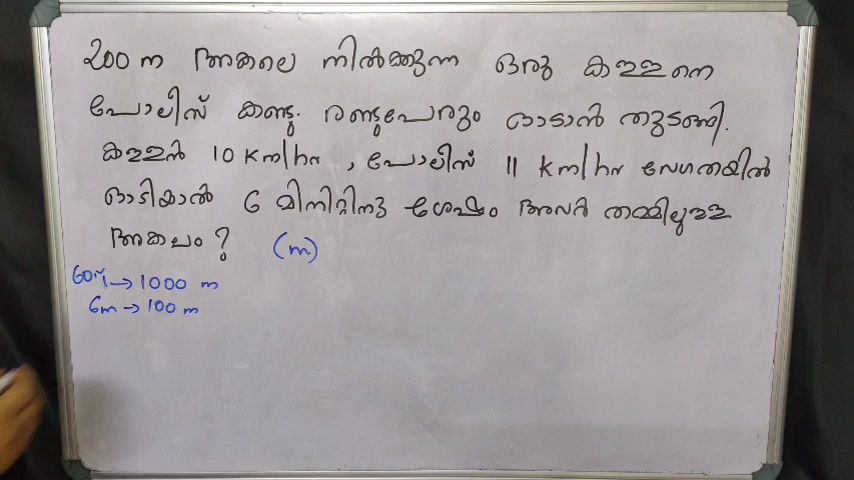 200 m അകലെ നിൽക്കുന്ന ഒരു കള്ളനെ
പോലീസ് കണ്ടു. രണ്ടുപേരും ഓടാൻ തുടങ്ങി.
കള്ളൻ 10 km/hr , പോലീസ് 11 km/hr വേഗതയിൽ
ഓടിയാൽ 6 മിനിറ്റിനു ശേഷം അവർ തമ്മിലുള്ള
അകലം ? (m)
60 → 1000 m
6m → 100 m